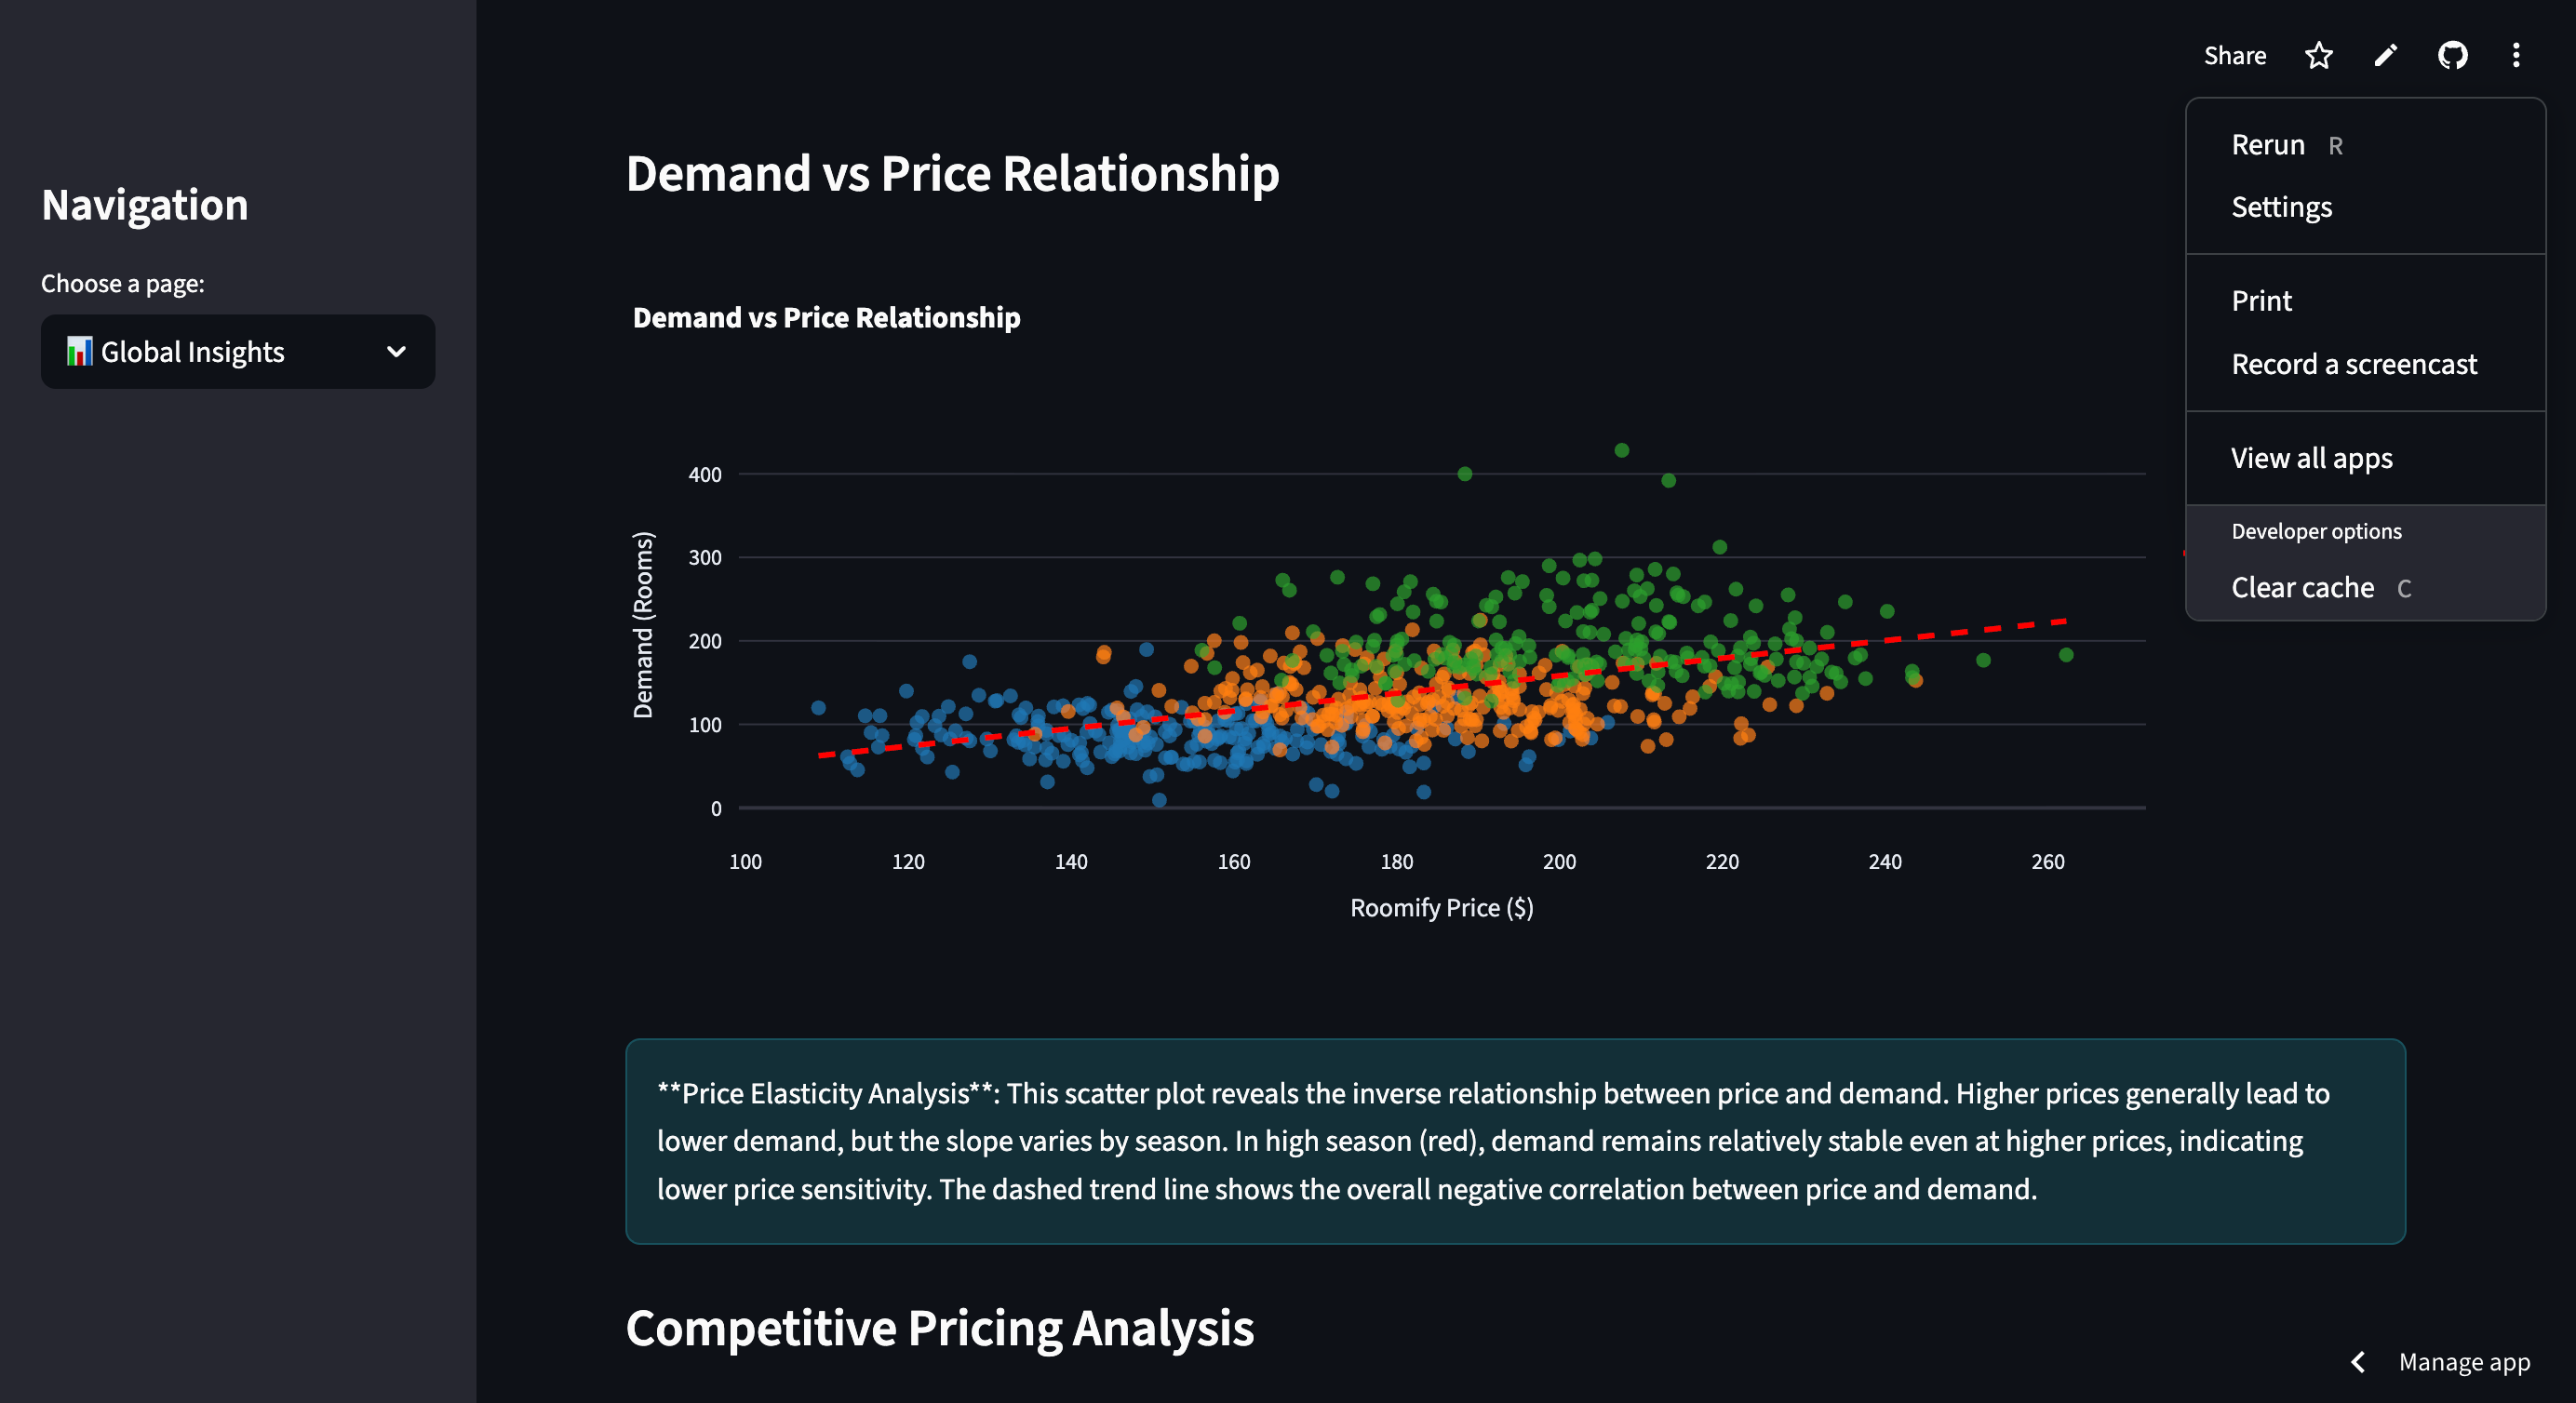 Share
Rerun R
Settings
Print
Record a screencast
View all apps
Developer options
Clear cache C
Navigation
Choose a page:
Global Insights
Demand vs Price Relationship
Demand vs Price Relationship
Demand (Rooms)
400
300
200
100
0
100 120 140 160 180 200 220 240 260
Roomify Price ($)
**Price Elasticity Analysis**: This scatter plot reveals the inverse relationship between price and demand. Higher prices generally lead to
lower demand, but the slope varies by season. In high season (red), demand remains relatively stable even at higher prices, indicating
lower price sensitivity. The dashed trend line shows the overall negative correlation between price and demand.
Competitive Pricing Analysis
Manage app